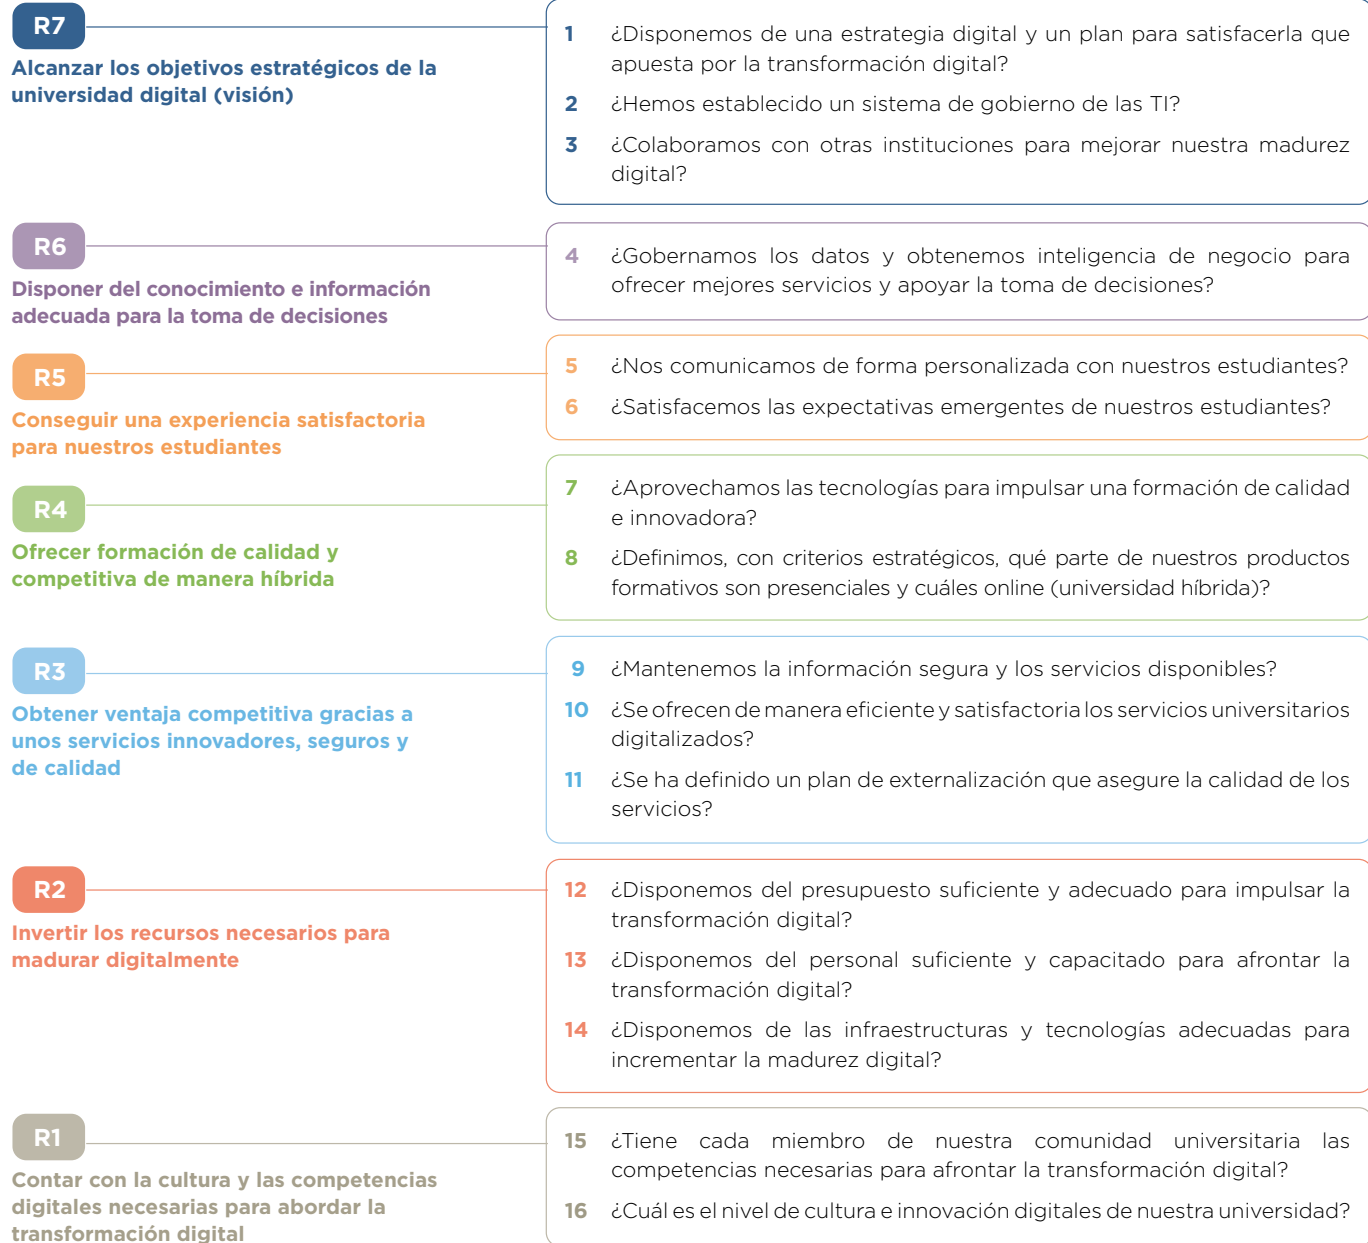 R7
Alcanzar los objetivos estratégicos de la
universidad digital (visión)
1 ¿Disponemos de una estrategia digital y un plan para satisfacerla que
apuesta por la transformación digital?
2 ¿Hemos establecido un sistema de gobierno de las TI?
3 ¿Colaboramos con otras instituciones para mejorar nuestra madurez
digital?
R6
Disponer del conocimiento e información
adecuada para la toma de decisiones
4 ¿Gobernamos los datos y obtenemos inteligencia de negocio para
ofrecer mejores servicios y apoyar la toma de decisiones?
R5
Conseguir una experiencia satisfactoria
para nuestros estudiantes
5 ¿Nos comunicamos de forma personalizada con nuestros estudiantes?
6 ¿Satisfacemos las expectativas emergentes de nuestros estudiantes?
R4
Ofrecer formación de calidad y
competitiva de manera híbrida
7 ¿Aprovechamos las tecnologías para impulsar una formación de calidad
e innovadora?
8 ¿Definimos, con criterios estratégicos, qué parte de nuestros productos
formativos son presenciales y cuáles online (universidad híbrida)?
R3
Obtener ventaja competitiva gracias a
unos servicios innovadores, seguros y
de calidad
9 ¿Mantenemos la información segura y los servicios disponibles?
10 ¿Se ofrecen de manera eficiente y satisfactoria los servicios universitarios
digitalizados?
11 ¿Se ha definido un plan de externalización que asegure la calidad de los
servicios?
R2
Invertir los recursos necesarios para
madurar digitalmente
12 ¿Disponemos del presupuesto suficiente y adecuado para impulsar la
transformación digital?
13 ¿Disponemos del personal suficiente y capacitado para afrontar la
transformación digital?
14 ¿Disponemos de las infraestructuras y tecnologías adecuadas para
incrementar la madurez digital?
R1
Contar con la cultura y las competencias
digitales necesarias para abordar la
transformación digital
15 ¿Tiene cada miembro de nuestra comunidad universitaria las
competencias necesarias para afrontar la transformación digital?
16 ¿Cuál es el nivel de cultura e innovación digitales de nuestra universidad?